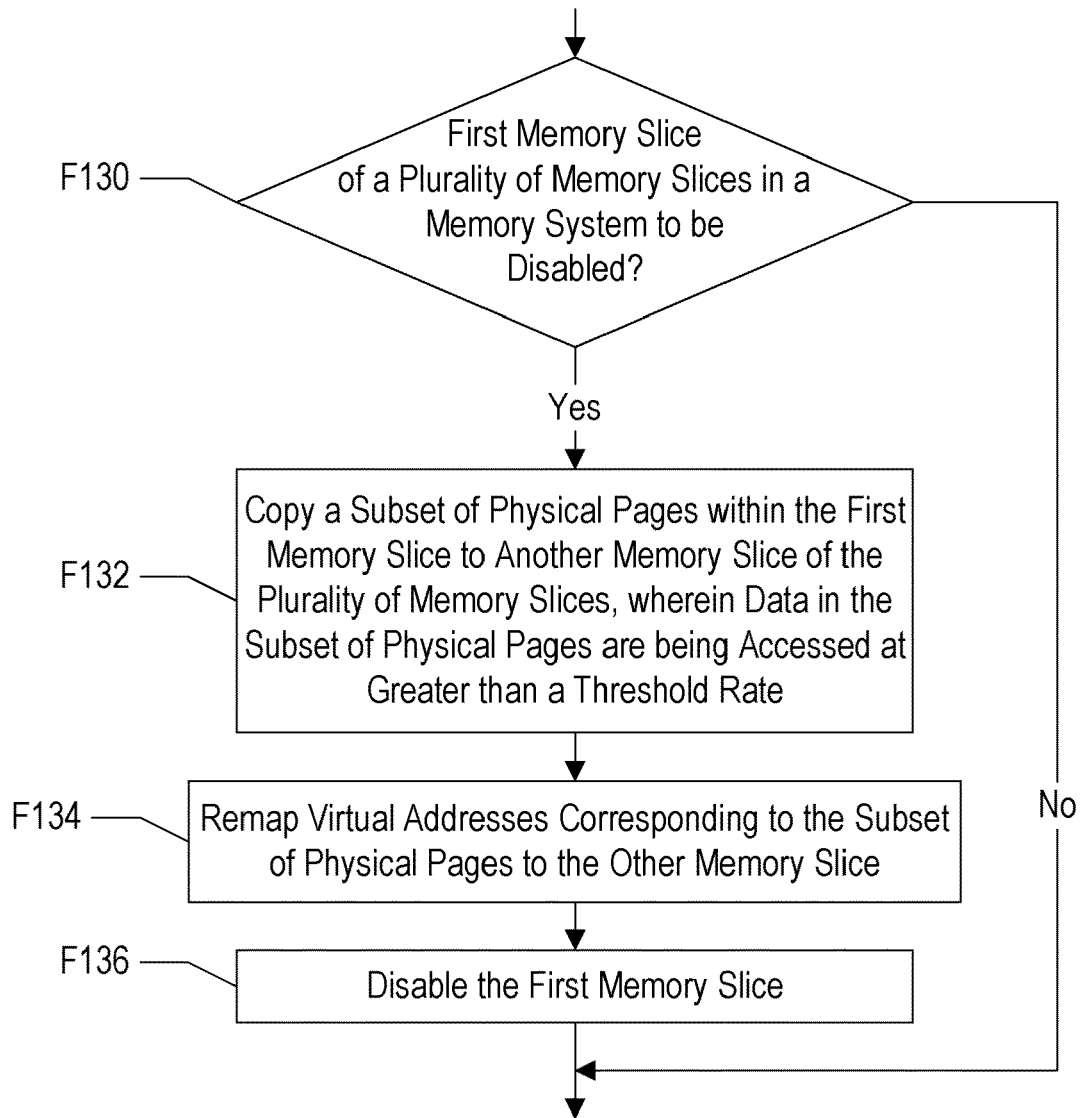 First Memory Slice
of a Plurality of Memory Slices in a
Memory System to be
Disabled?
F130
Yes
Copy a Subset of Physical Pages within the First
Memory Slice to Another Memory Slice of the
Plurality of Memory Slices, wherein Data in the
Subset of Physical Pages are being Accessed at
Greater than a Threshold Rate
F132
Remap Virtual Addresses Corresponding to the Subset
of Physical Pages to the Other Memory Slice
F134
No
Disable the First Memory Slice
F136